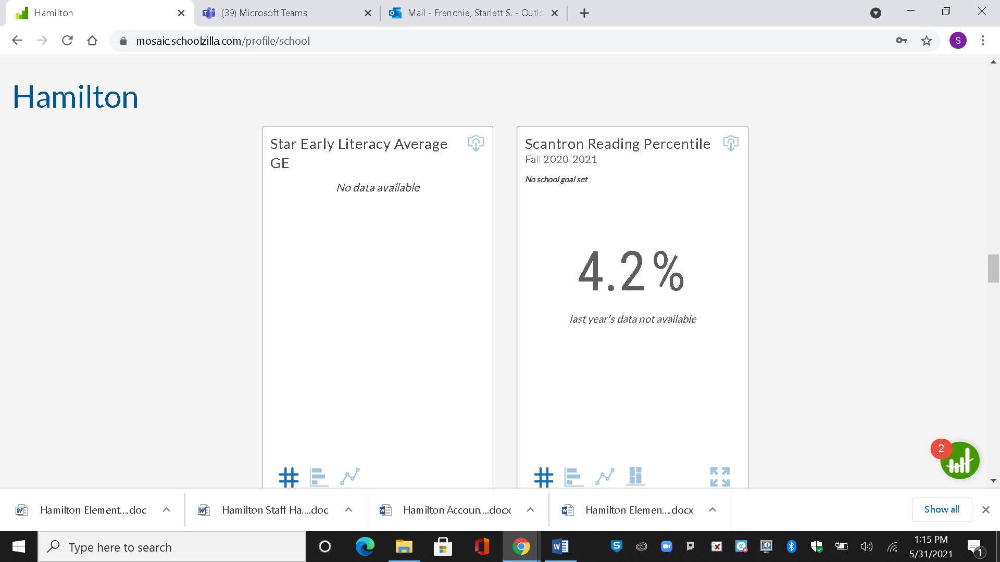 Hamilton
(39) Microsoft Teams
Mail - Frenchie, Starlett S. - Outlo
mosaic.schoolzilla.com/profile/school
S
Hamilton
Star Early Literacy Average
GE
No data available
Scantron Reading Percentile
Fall 2020-2021
No school goal set
4.2%
last year's data not available
2
Hamilton Element....doc
Hamilton Staff Ha....doc
Hamilton Accoun....docx
Hamilton Elemen....docx
Show all
Type here to search
1:15 PM
5/31/2021
1